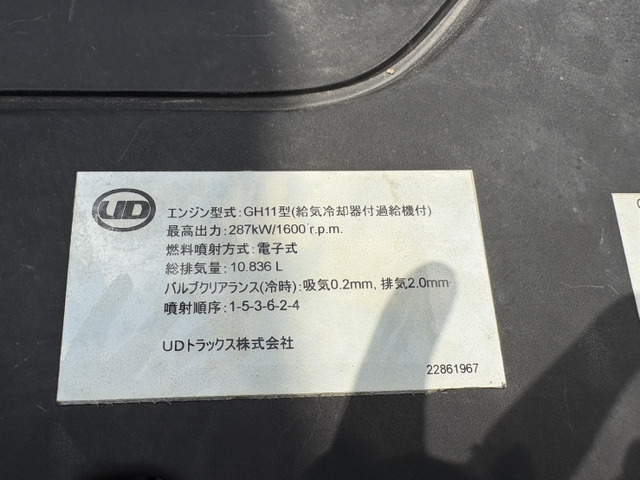 UD
エンジン型式:GH11型(給気冷却器付過給機付)
最高出力:287kW/1600 r.p.m.
燃料噴射方式:電子式
総排気量:10.836 L
バルブクリアランス(冷時):吸気0.2mm, 排気2.0mm
噴射順序:1-5-3-6-2-4
UDトラックス株式会社
22861967